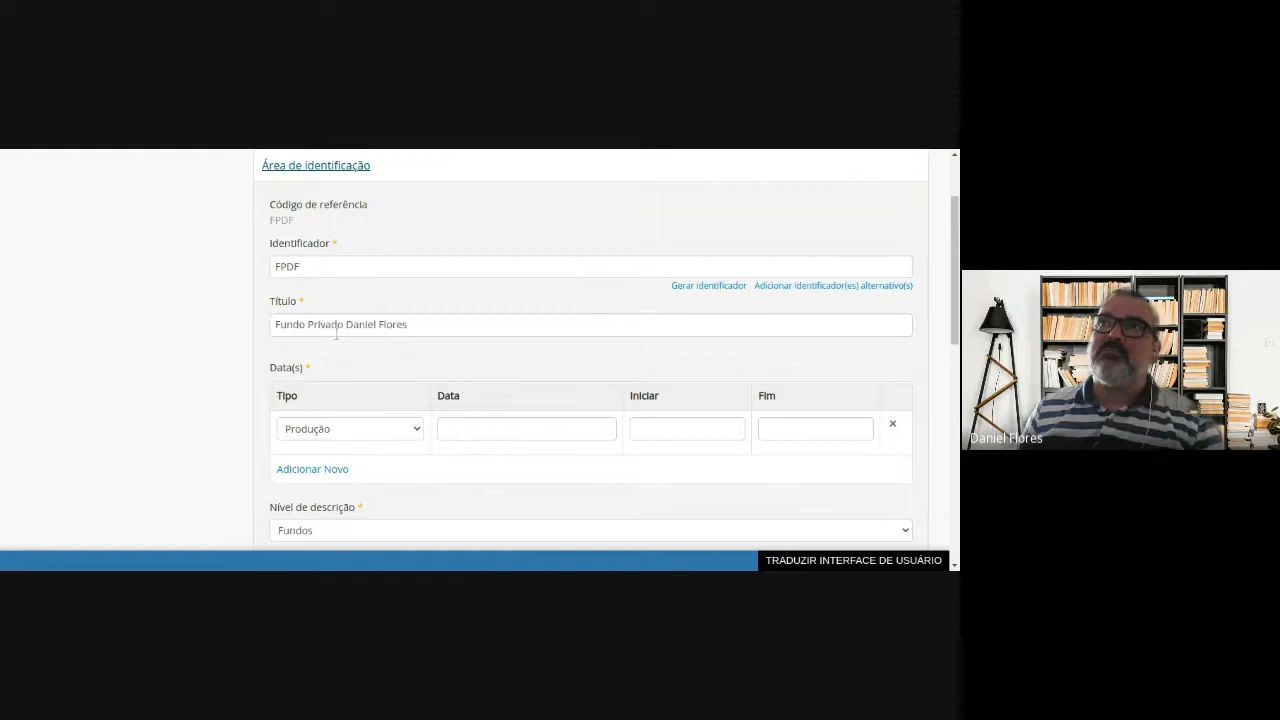 Área de identificação
Código de referência
FPDF
Identificador *
FPDF
Gerar identificador Adicionar identificador(es) alternativo(s)
Título *
Fundo Privado Daniel Flores
Data(s) *
Tipo Data Iniciar Fim
Produção
Adicionar Novo
Nível de descrição *
Fundos
TRADUZIR INTERFACE DE USUÁRIO
Daniel Flores